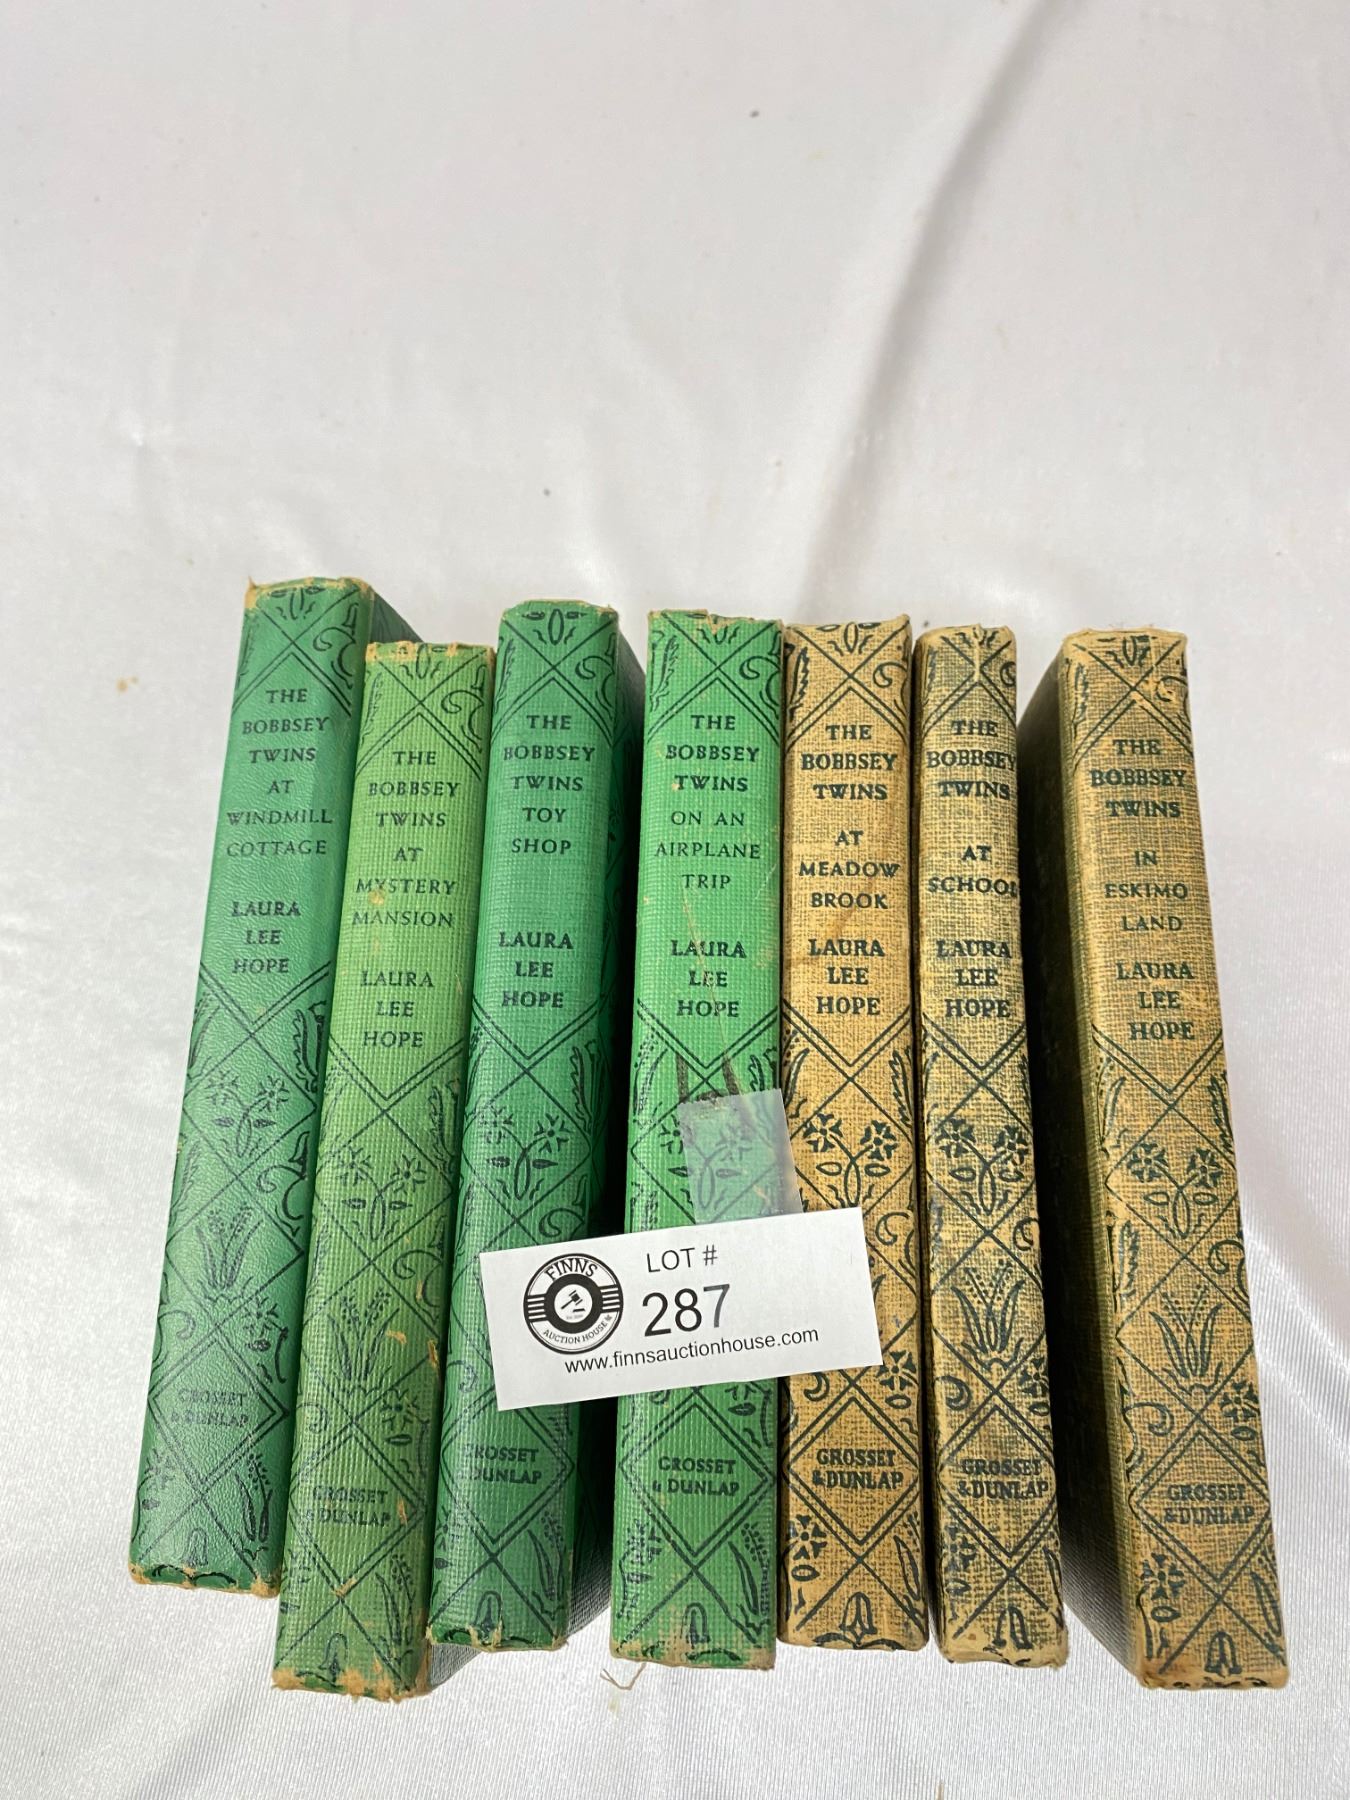 THE
BOBBSEY
TWINS
AT
WINDMILL
COTTAGE
LAURA
LEE
HOPE
GROSSET
& DUNLAP
THE
BOBBSEY
TWINS
AT
MYSTERY
MANSION
LAURA
LEE
HOPE
GROSSET
& DUNLAP
THE
BOBBSEY
TWINS
TOY
SHOP
LAURA
LEE
HOPE
GROSSET
& DUNLAP
THE
BOBBSEY
TWINS
ON AN
AIRPLANE
TRIP
LAURA
LEE
HOPE
GROSSET
& DUNLAP
THE
BOBBSEY
TWINS
AT
MEADOW
BROOK
LAURA
LEE
HOPE
GROSSET
& DUNLAP
THE
BOBBSEY
TWINS
AT
SCHOOL
LAURA
LEE
HOPE
GROSSET
& DUNLAP
THE
BOBBSEY
TWINS
IN
ESKIMO
LAND
LAURA
LEE
HOPE
GROSSET
& DUNLAP
FINNS
AUCTION HOUSE
LOT #
287
www.finnsauctionhouse.com